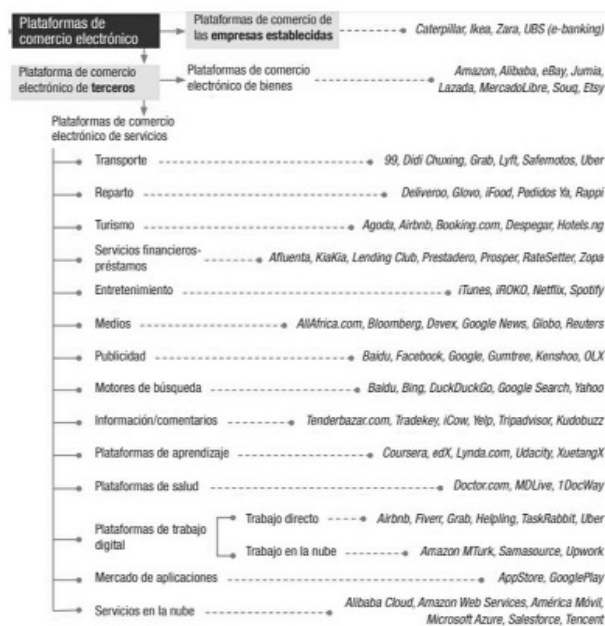 Plataformas de
comercio electrónico
Plataformas de comercio de
las empresas establecidas
Caterpillar, Ikea, Zara, UBS (e-banking)
Plataforma de comercio
electrónico de terceros
Plataformas de comercio
electrónico de bienes
Amazon, Alibaba, eBay, Jumia,
Lazada, MercadoLibre, Souq, Etsy
Plataformas de comercio
electrónico de servicios
Transporte
99, Didi Chuxing, Grab, Lyft, Safemotos, Uber
Reparto
Deliveroo, Glovo, iFood, Pedidos Ya, Rappi
Turismo
Agoda, Airbnb, Booking.com, Despegar, Hotels.ng
Servicios financieros-
préstamos
Afluenta, KiaKia, Lending Club, Prestadero, Prosper, RateSetter, Zopa
Entretenimiento
iTunes, iROKO, Netflix, Spotify
Medios
AllAfrica.com, Bloomberg, Devex, Google News, Globo, Reuters
Publicidad
Baidu, Facebook, Google, Gumtree, Kenshoo, OLX
Motores de búsqueda
Baidu, Bing, DuckDuckGo, Google Search, Yahoo
Información/comentarios
Tenderbazar.com, Tradekey, iCow, Yelp, Tripadvisor, Kudobuzz
Plataformas de aprendizaje
Coursera, edX, Lynda.com, Udacity, XuetangX
Plataformas de salud
Doctor.com, MDLive, 1DocWay
Plataformas de trabajo
digital
Trabajo directo
Airbnb, Fiverr, Grab, Helpling, TaskRabbit, Uber
Trabajo en la nube
Amazon MTurk, Samasource, Upwork
Mercado de aplicaciones
AppStore, GooglePlay
Servicios en la nube
Alibaba Cloud, Amazon Web Services, América Móvil,
Microsoft Azure, Salesforce, Tencent